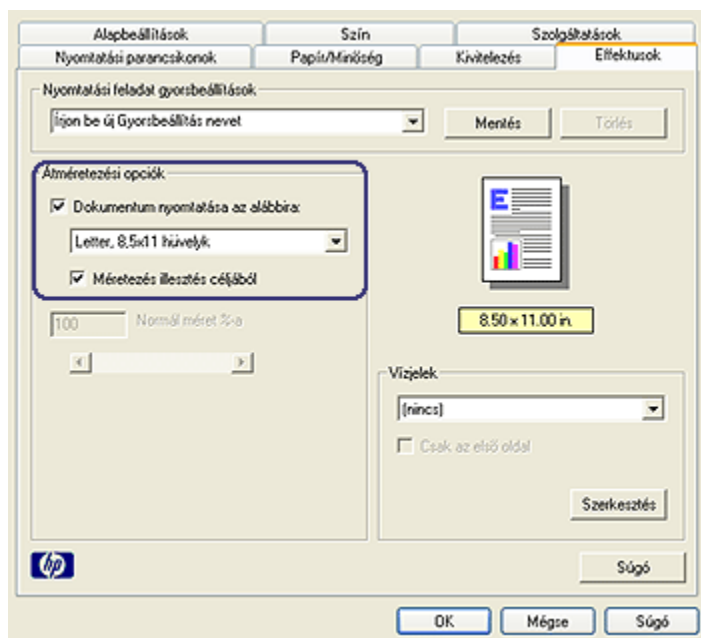 Alapbeállítások Szín Szolgáltatások
Nyomtatási parancsikonok Papír/Minőség Kivitelezés Effektusok
Nyomtatási feladat gyorsbeállítások
Írjon be új Gyorsbeállítás nevet Mentés Törlés
Átméretezési opciók
Dokumentum nyomtatása az alábbira:
Letter, 8,5x11 hüvelyk
Méretezés illesztés céljából
100 Normál méret %-a
E
8.50 x 11.00 in.
Vízjelek
(nincs)
Csak az első oldal
Szerkesztés
hp Súgó
OK Mégse Súgó